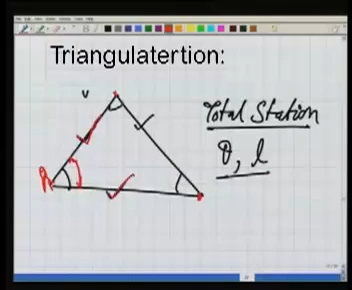 Triangulatertion:
v
Total Station
θ, l